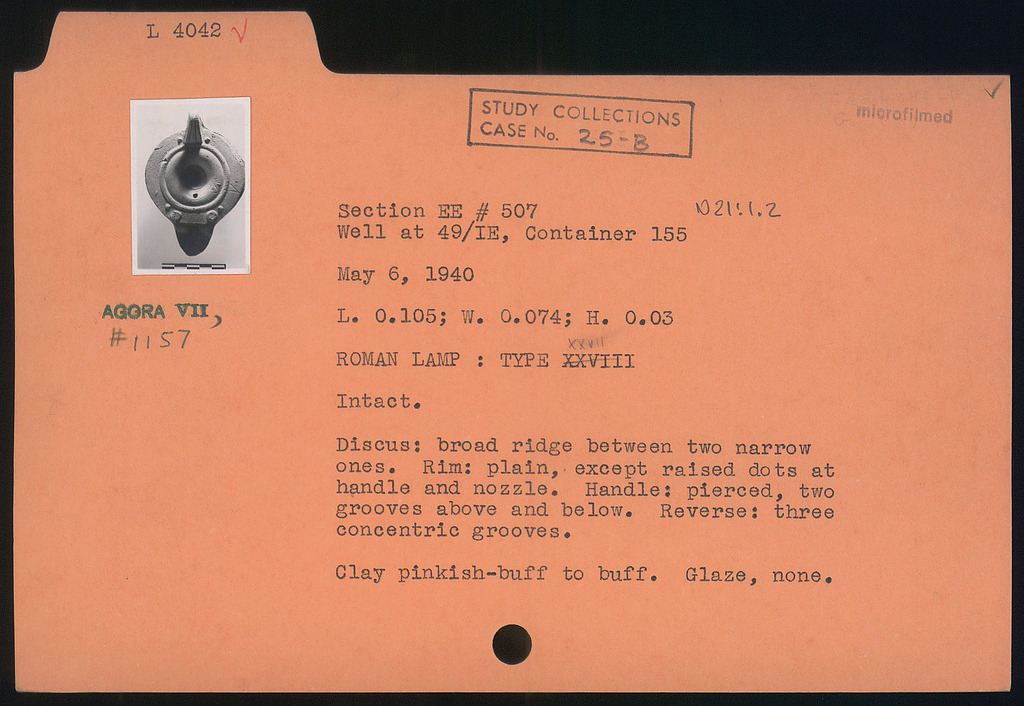 L 4042 ✓
STUDY COLLECTIONS
CASE No. 25-B
microfilmed
Section EE # 507
Well at 49/IE, Container 155
May 6, 1940
AGORA VII,
#1157
L. 0.105; W. 0.074; H. 0.03
XXVII
ROMAN LAMP : TYPE XXVIII
Intact.
Discus: broad ridge between two narrow
ones. Rim: plain, except raised dots at
handle and nozzle. Handle: pierced, two
grooves above and below. Reverse: three
concentric grooves.
Clay pinkish-buff to buff. Glaze, none.